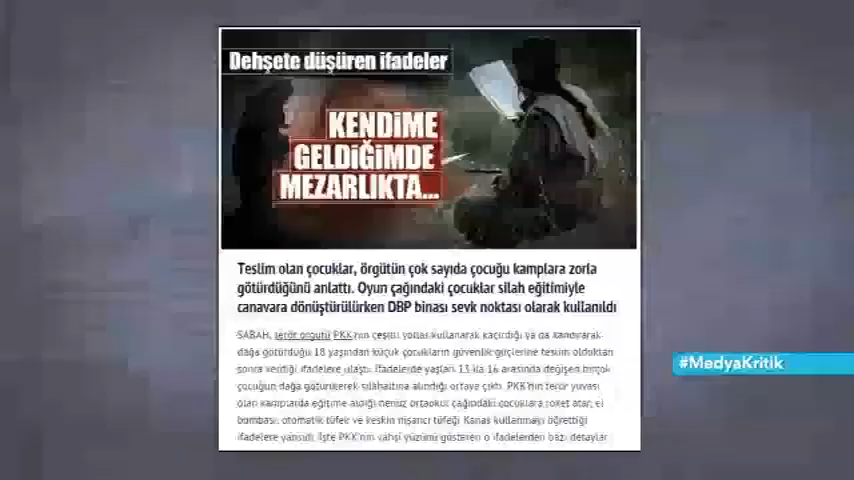 Dehşete düşüren ifadeler
KENDİME
GELDİĞİMDE
MEZARLIKTA...
Teslim olan çocuklar, örgütün çok sayıda çocuğu kamplara zorla
götürdüğünü anlattı. Oyun çağındaki çocuklar silah eğitimiyle
canavara dönüştürülürken DBP binası sevk noktası olarak kullanıldı
SABAH, terör örgütü PKK'nın çeşitli yollar kullanarak kaçırdığı ya da kandırarak
dağa götürdüğü 18 yaşından küçük çocukların güvenlik güçlerine teslim olduktan
sonra verdiği ifadelere ulaştı. İfadelerde yaşları 13 ila 16 arasında değişen birçok
çocuğun dağa götürülerek silahaltına alındığı ortaya çıktı. PKK'nın terör yuvası
olan kamplarda eğitime aldığı henüz ortaokul çağındaki çocuklara roket atar, el
bombası, otomatik tüfek ve keskin nişancı tüfeği Kanas kullanmayı öğrettiği
ifadelere yansıdı. İşte PKK'nın vahşi yüzünü gösteren o ifadelerden bazı detaylar
#MedyaKritik